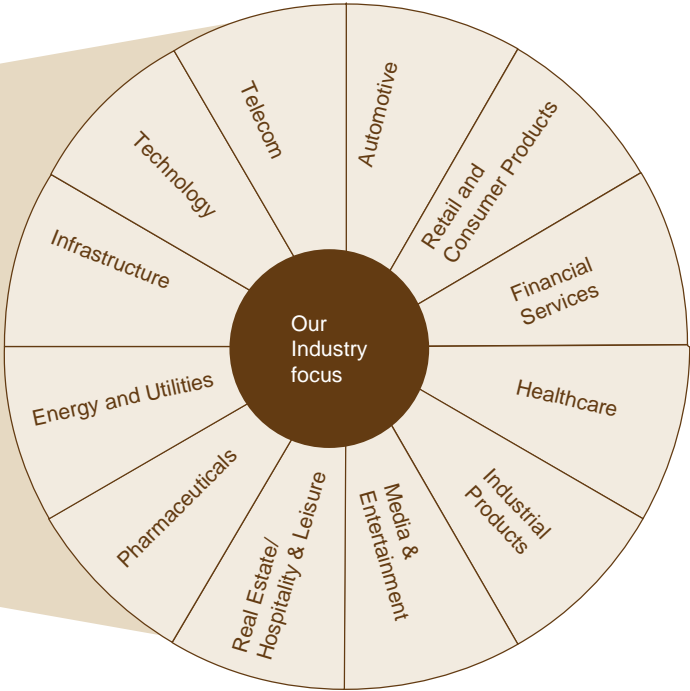 Our
Industry
focus
Automotive
Retail and
Consumer Products
Financial
Services
Healthcare
Industrial
Products
Media &
Entertainment
Real Estate/
Hospitality & Leisure
Pharmaceuticals
Energy and Utilities
Infrastructure
Technology
Telecom